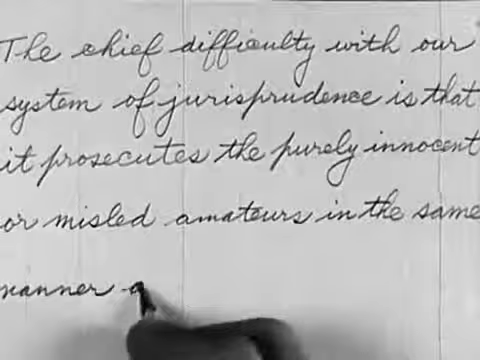 The chief difficulty with our
system of jurisprudence is that
it prosecutes the purely innocent
or misled amateurs in the same
manner a